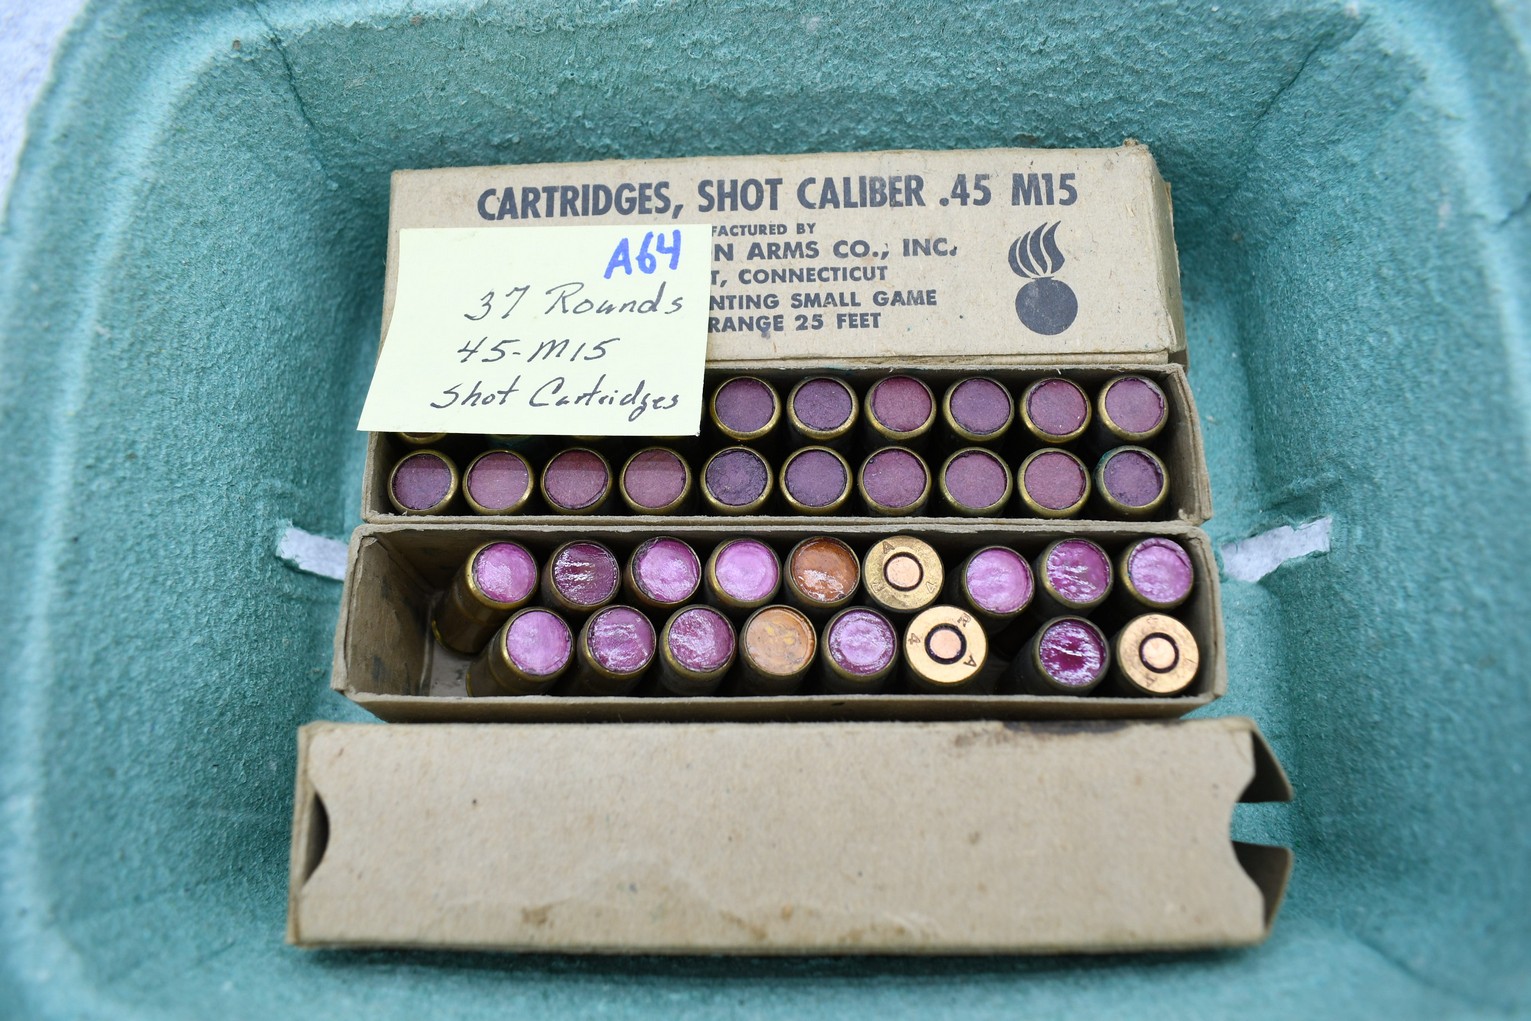 CARTRIDGES, SHOT CALIBER .45 M15
FACTURED BY
N ARMS CO., INC.
T, CONNECTICUT
NTING SMALL GAME
RANGE 25 FEET
A64
37 Rounds
45-M15
Shot Cartridges